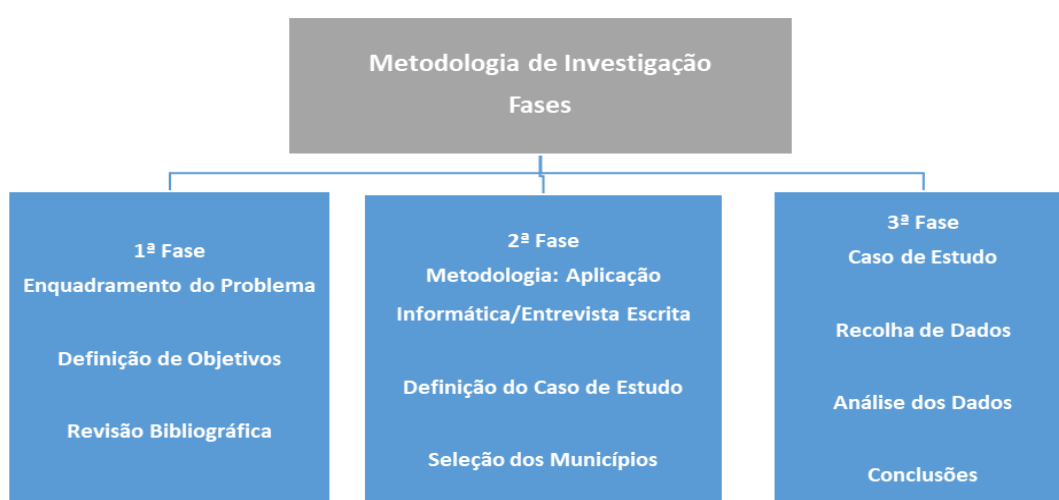 Metodologia de Investigação
Fases
1ª Fase
Enquadramento do Problema
Definição de Objetivos
Revisão Bibliográfica
2ª Fase
Metodologia: Aplicação
Informática/Entrevista Escrita
Definição do Caso de Estudo
Seleção dos Municípios
3ª Fase
Caso de Estudo
Recolha de Dados
Análise dos Dados
Conclusões